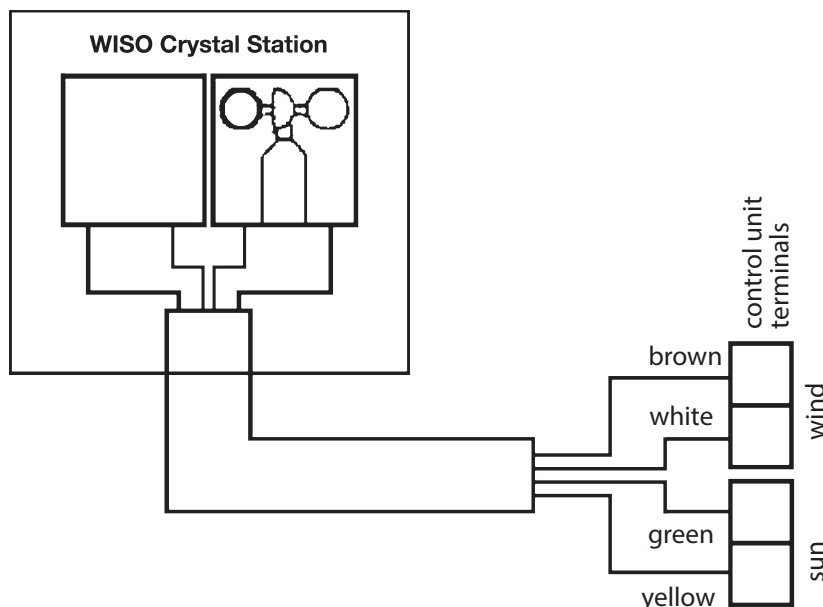 WISO Crystal Station
control unit
terminals
brown
white
wind
green
sun
yellow